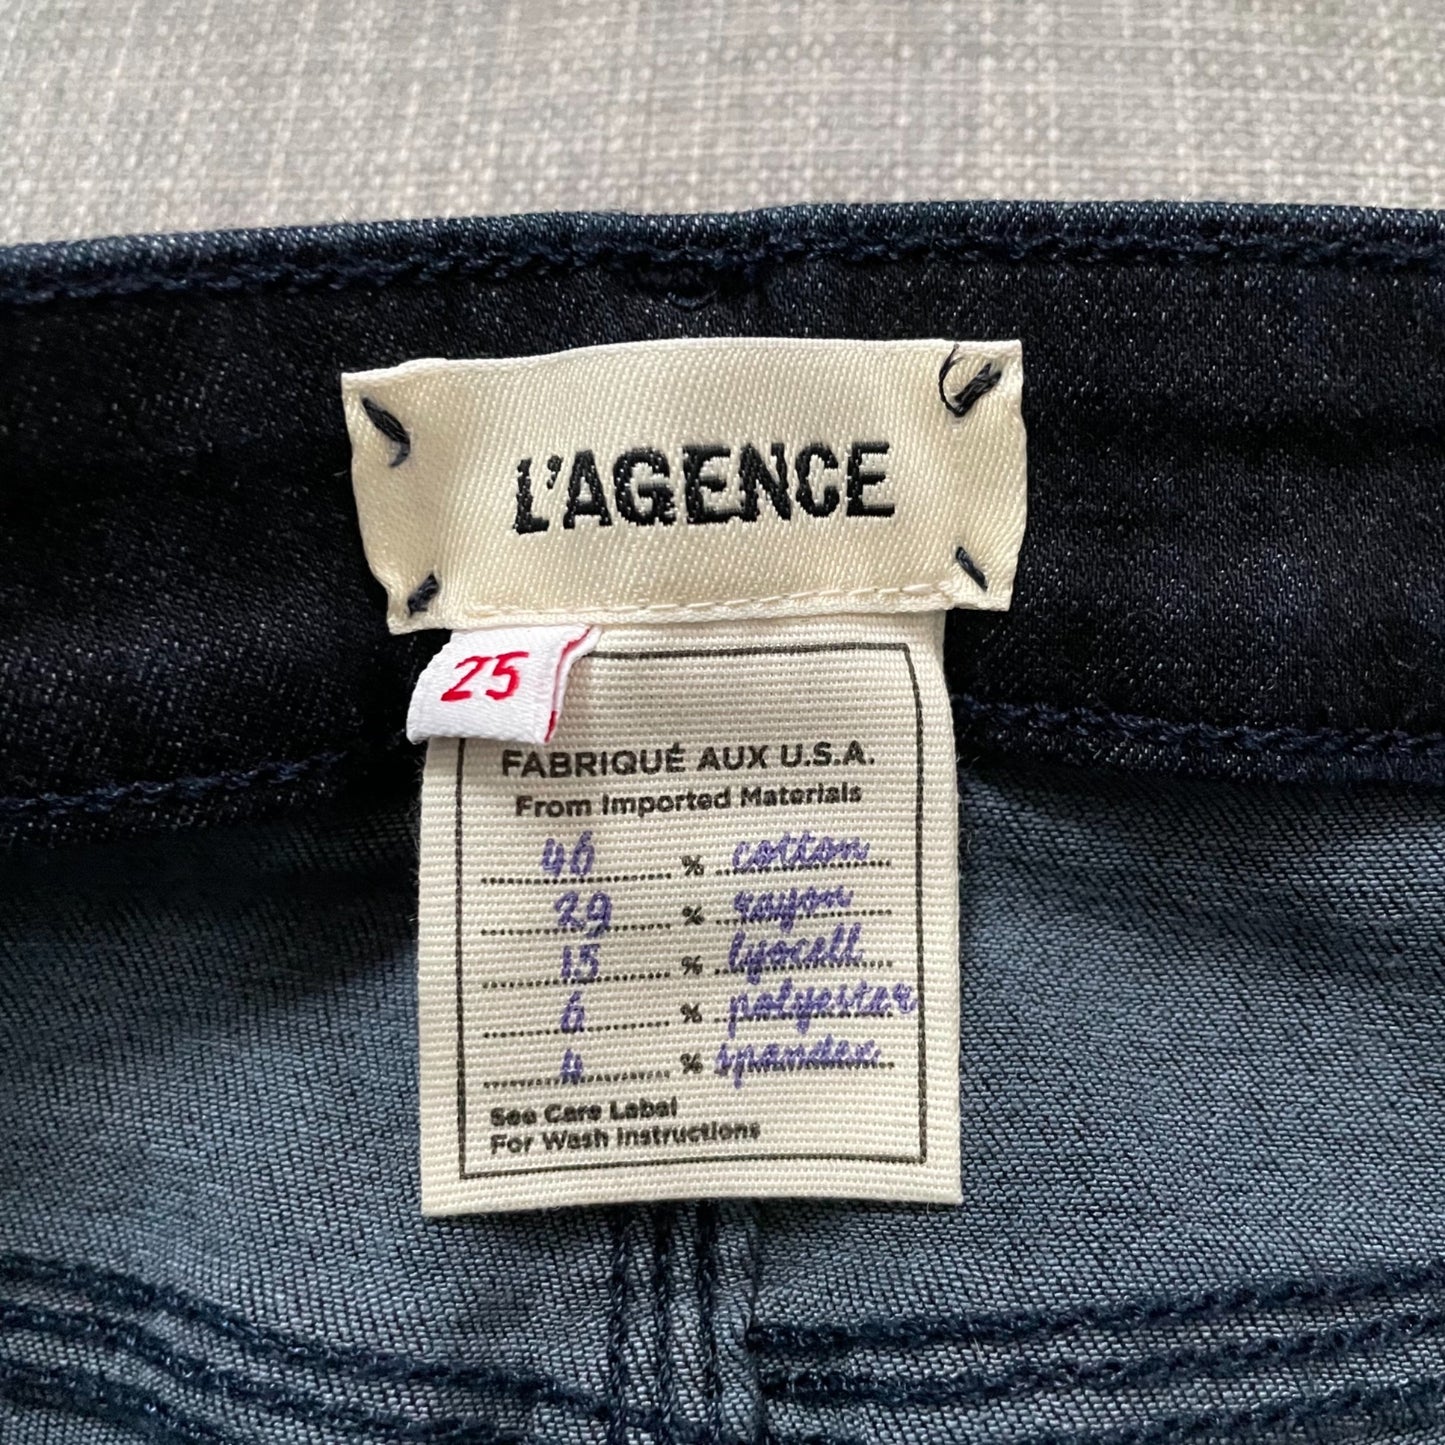 L'AGENCE
25
FABRIQUÉ AUX U.S.A.
From Imported Materials
46 % cotton
29 % rayon
15 % lyocell
6 % polyester
4 % spandex
See Care Label
For Wash Instructions